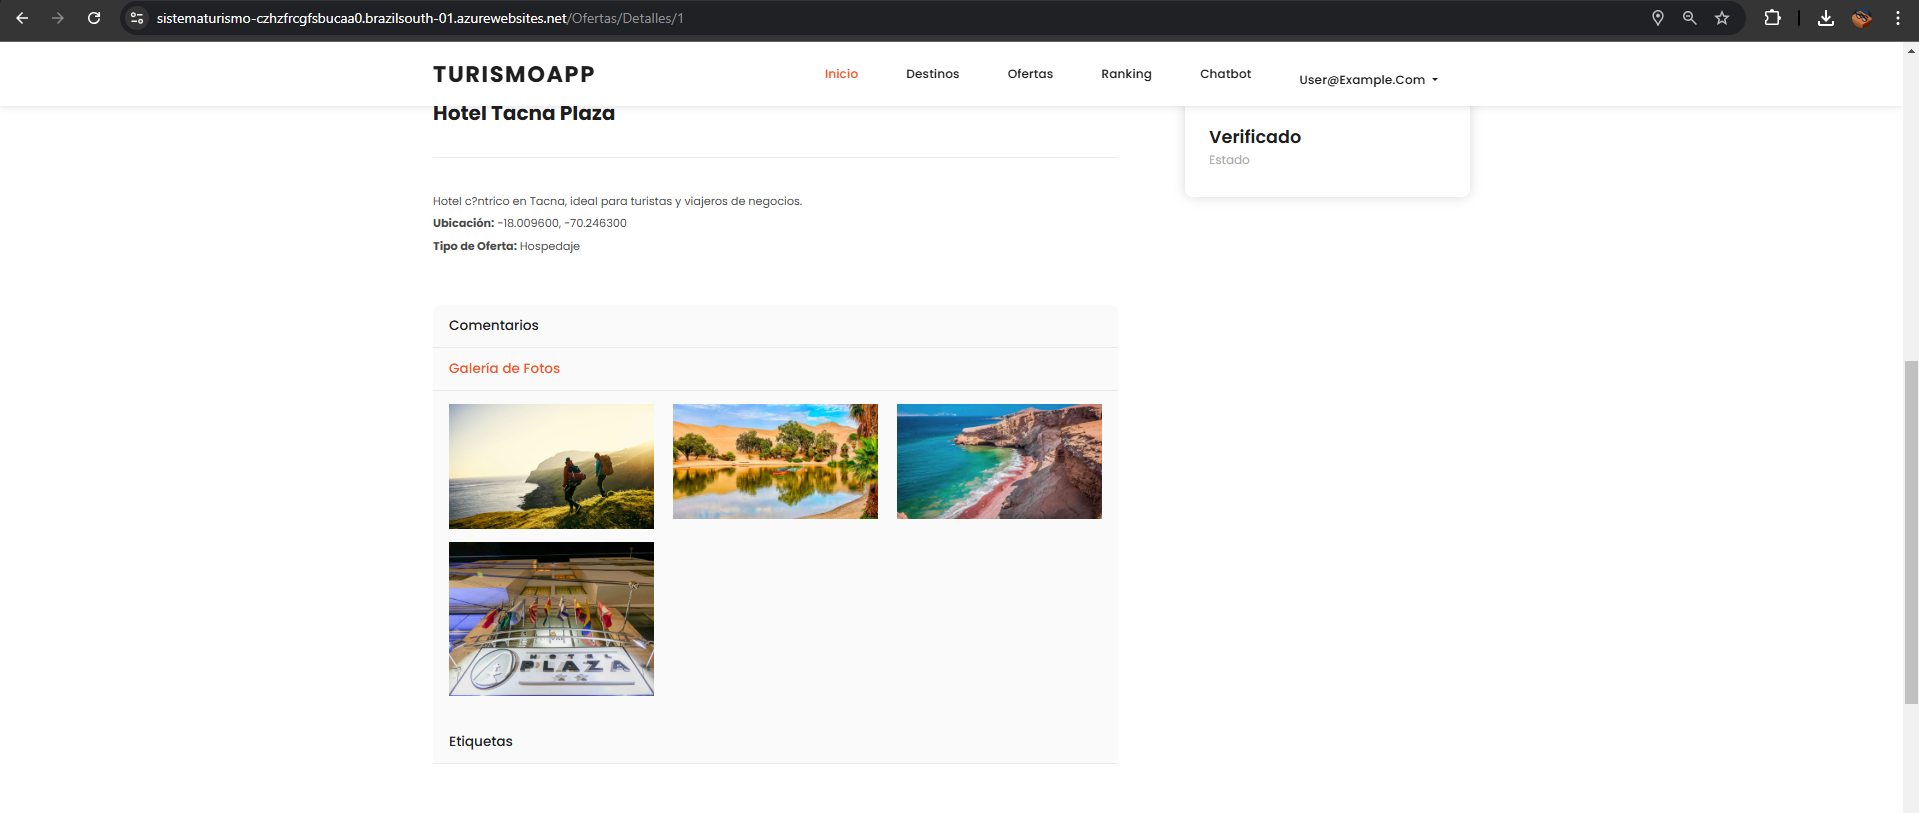 sistematurismo-czhzfrcgfsbucaa0.brazilsouth-01.azurewebsites.net/Ofertas/Detalles/1
TURISMOAPP
Inicio
Destinos
Ofertas
Ranking
Chatbot
User@Example.Com
Hotel Tacna Plaza
Verificado
Estado
Hotel c?ntrico en Tacna, ideal para turistas y viajeros de negocios.
Ubicación: -18.009600, -70.246300
Tipo de Oferta: Hospedaje
Comentarios
Galería de Fotos
HOTEL
PLAZA
Etiquetas